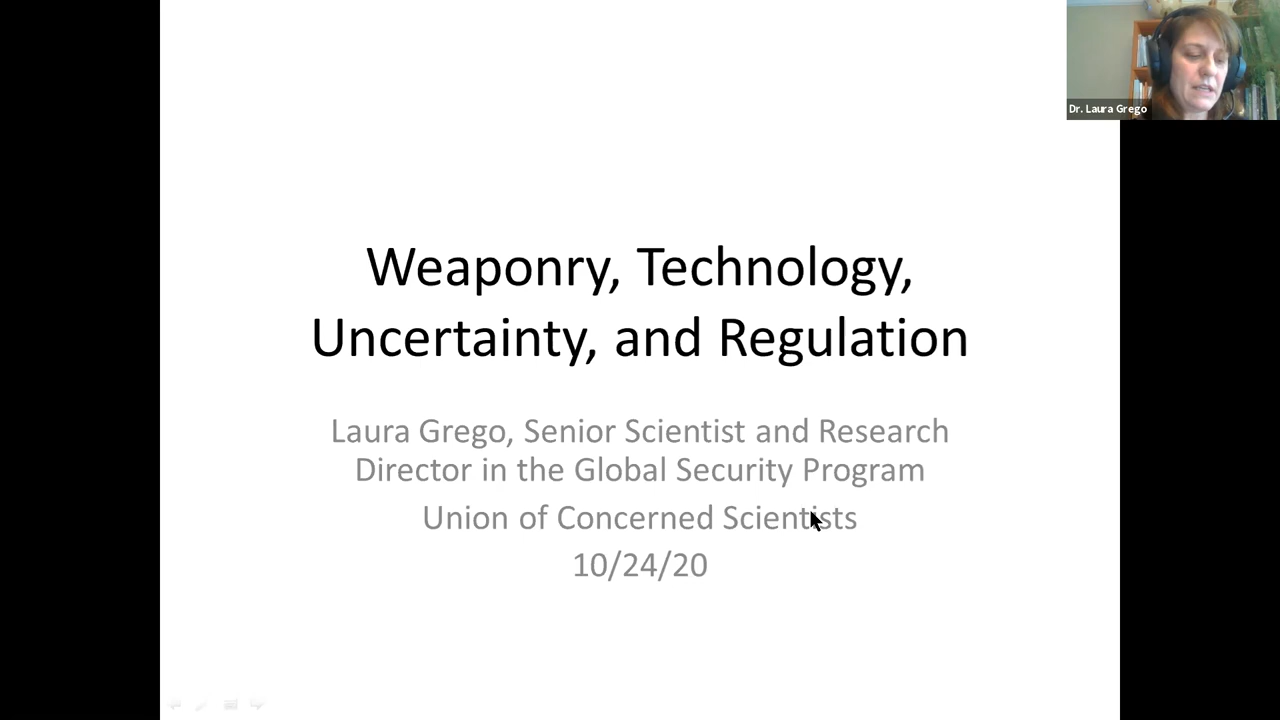 Dr. Laura Grego
Weaponry, Technology,
Uncertainty, and Regulation
Laura Grego, Senior Scientist and Research
Director in the Global Security Program
Union of Concerned Scientists
10/24/20